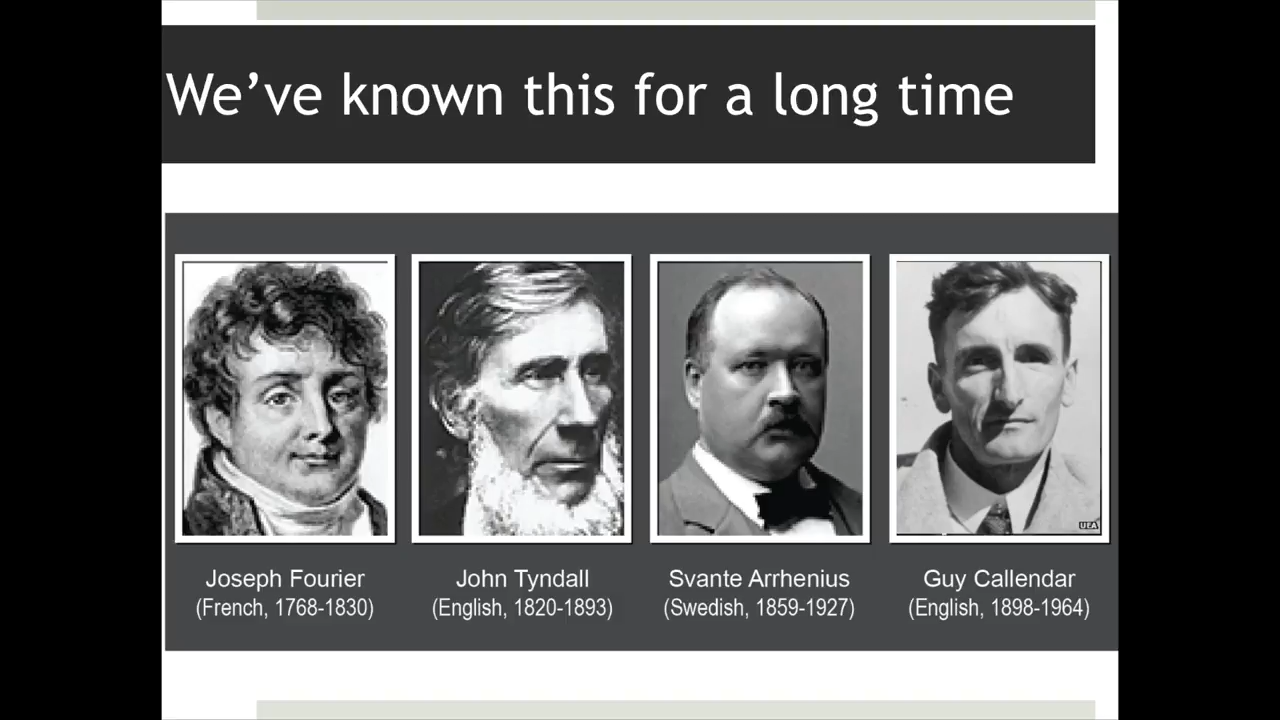 We’ve known this for a long time
UEA
Joseph Fourier
(French, 1768-1830)
John Tyndall
(English, 1820-1893)
Svante Arrhenius
(Swedish, 1859-1927)
Guy Callendar
(English, 1898-1964)